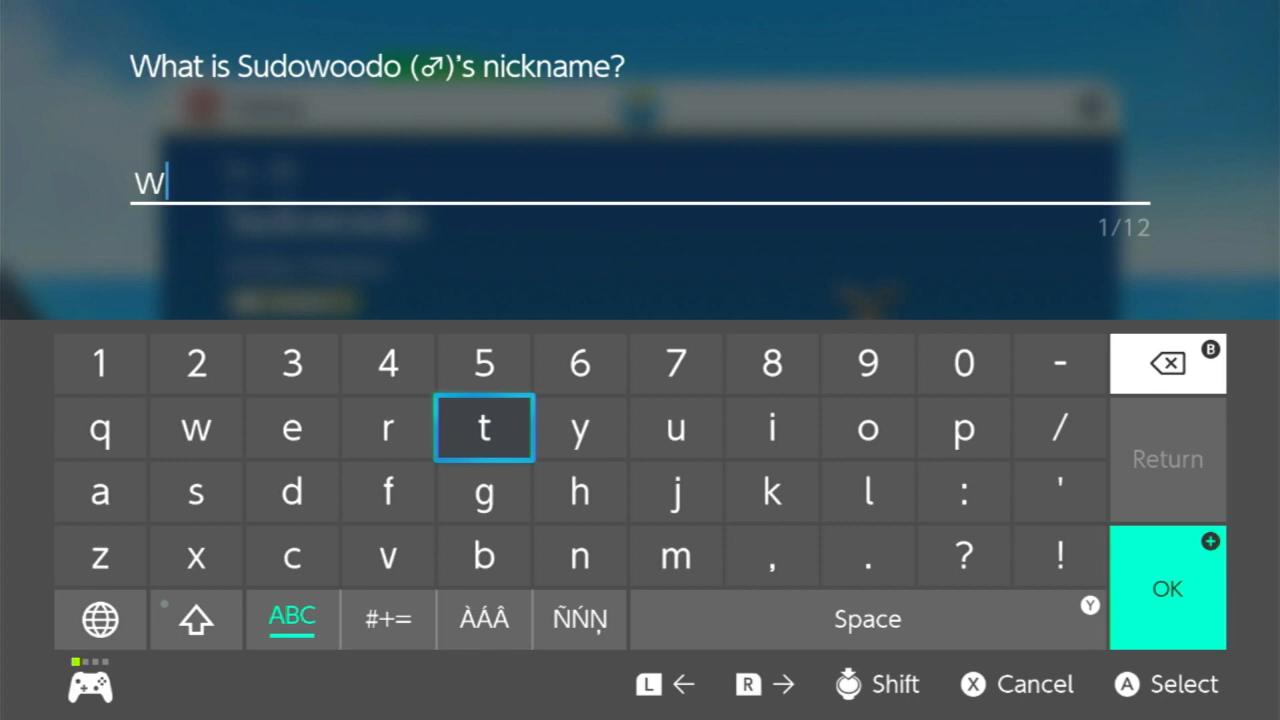 What is Sudowoodo (♂)'s nickname?
W
1/12
1 2 3 4 5 6 7 8 9 0 - B
q w e r t y u i o p /
Return
a s d f g h j k l : '
z x c v b n m , . ? !
OK
ABC #+= ÀÁÂ ÑŃŅ Space Y
L ← R → Shift X Cancel A Select